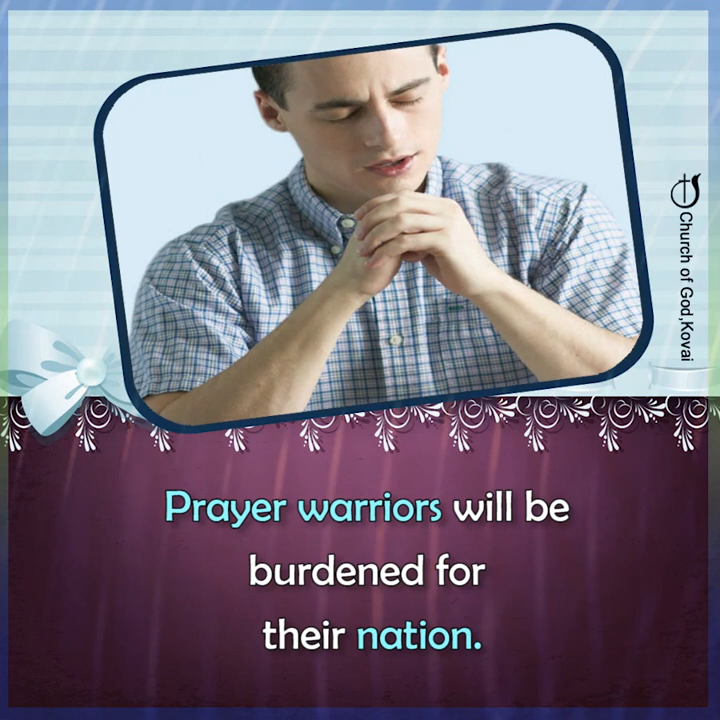 Church of God,Kovai
Prayer warriors will be
burdened for
their nation.